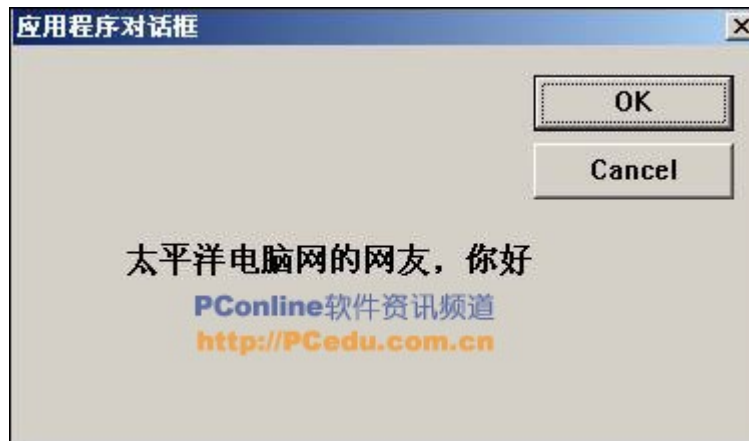 应用程序对话框
OK
Cancel
太平洋电脑网的网友，你好
PConline软件资讯频道
http://PCedu.com.cn